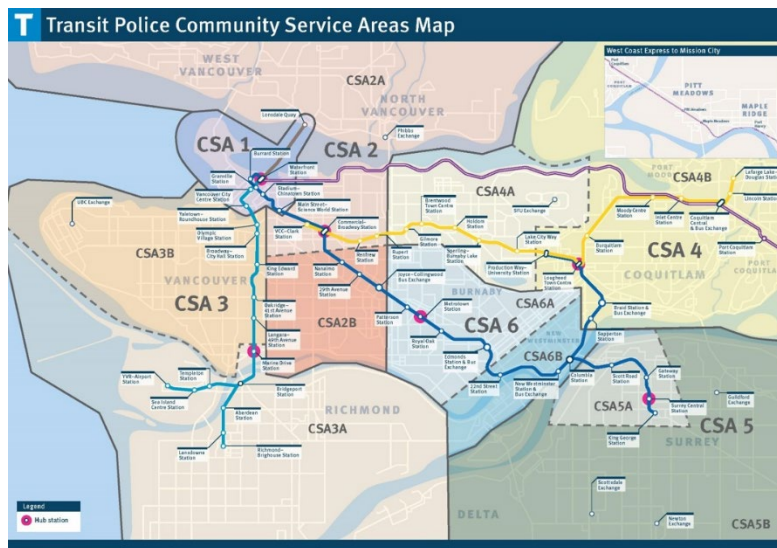 T Transit Police Community Service Areas Map
West Coast Express to Mission City
Port
Coquitlam
PITT
MEADOWS
Pitt Meadows
MAPLE
RIDGE
Maple Meadows
Port
Haney
WEST
VANCOUVER
CSA2A
NORTH
VANCOUVER
Lonsdale Quay
Phibbs
Exchange
CSA 1
CSA 2
Burrard Station
Granville
Station
Waterfront
Station
Vancouver City
Centre Station
Stadium–
Chinatown Station
Main Street–
Science World Station
Yaletown–
Roundhouse Station
Olympic
Village Station
Broadway–
City Hall Station
VCC–Clark
Station
Commercial–
Broadway Station
UBC Exchange
CSA3B
VANCOUVER
CSA 3
King Edward
Station
Oakridge–
41st Avenue
Station
Langara–
49th Avenue
Station
Marine Drive
Station
CSA4A
Brentwood
Town Centre
Station
Holdom
Station
SFU Exchange
Gilmore
Station
Sperling–
Burnaby Lake
Station
Lake City Way
Station
Production Way–
University Station
Lougheed
Town Centre
Station
Renfrew
Station
Rupert
Station
Nanaimo
Station
29th Avenue
Station
Joyce–Collingwood
Bus Exchange
CSA2B
BURNABY
Patterson
Station
Metrotown
Station
CSA 6
CSA6A
Royal Oak
Station
Edmonds
Station & Bus
Exchange
22nd Street
Station
NEW
WESTMINSTER
CSA6B
New Westminster
Station &
Bus Exchange
Columbia
Station
Sapperton
Station
Braid Station &
Bus Exchange
PORT
MOODY
CSA4B
Lafarge Lake–
Douglas Station
Lincoln Station
Moody Centre
Station
Inlet Centre
Station
Coquitlam
Central & Bus
Exchange
Burquitlam
Station
CSA 4
COQUITLAM
Port Coquitlam
Station
PORT
Scott Road
Station
Gateway
Station
Surrey Central
Station
King George
Station
CSA5A
Guildford
Exchange
CSA 5
SURREY
Scottsdale
Exchange
Newton
Exchange
CSA5B
DELTA
YVR–Airport
Station
Templeton
Station
Sea Island
Centre Station
Bridgeport
Station
Aberdeen
Station
RICHMOND
CSA3A
Lansdowne
Station
Richmond–
Brighouse Station
Legend
Hub station